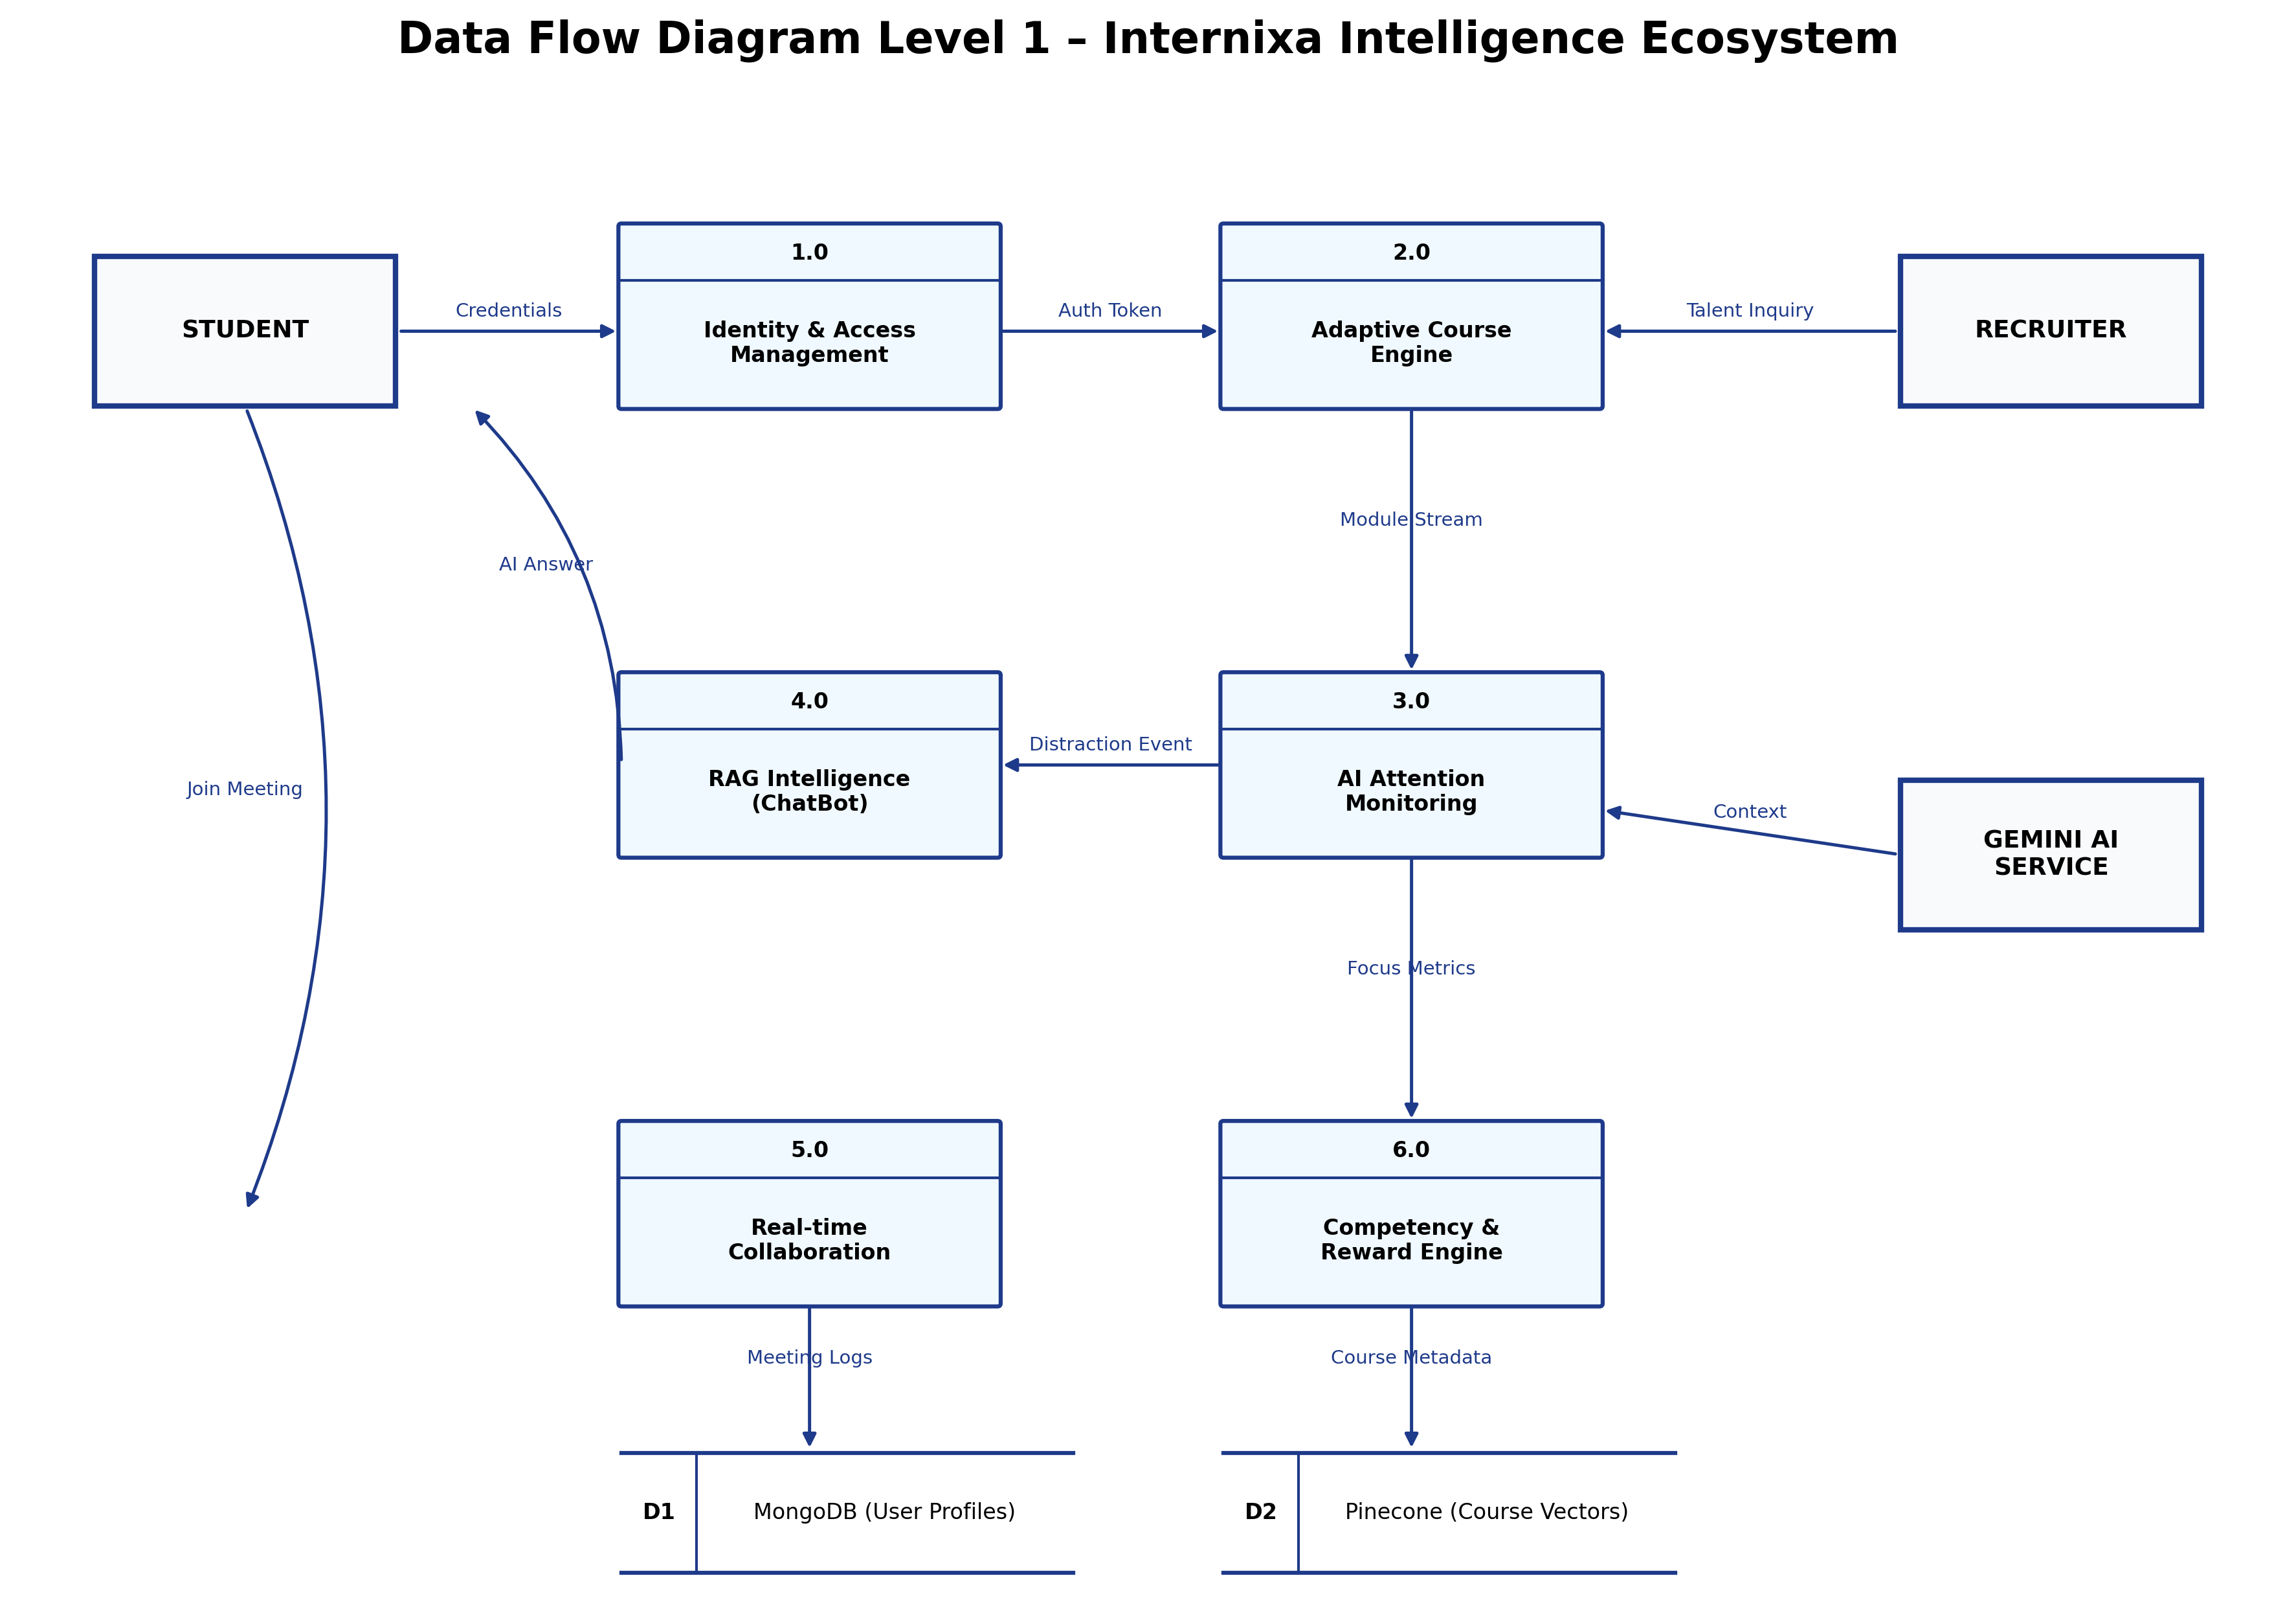 Data Flow Diagram Level 1 – Internixa Intelligence Ecosystem
STUDENT
Credentials
1.0
Identity & Access
Management
Auth Token
2.0
Adaptive Course
Engine
Talent Inquiry
RECRUITER
Module Stream
AI Answer
4.0
RAG Intelligence
(ChatBot)
Distraction Event
3.0
AI Attention
Monitoring
Context
GEMINI AI
SERVICE
Join Meeting
Focus Metrics
5.0
Real-time
Collaboration
6.0
Competency &
Reward Engine
Meeting Logs
Course Metadata
D1
MongoDB (User Profiles)
D2
Pinecone (Course Vectors)